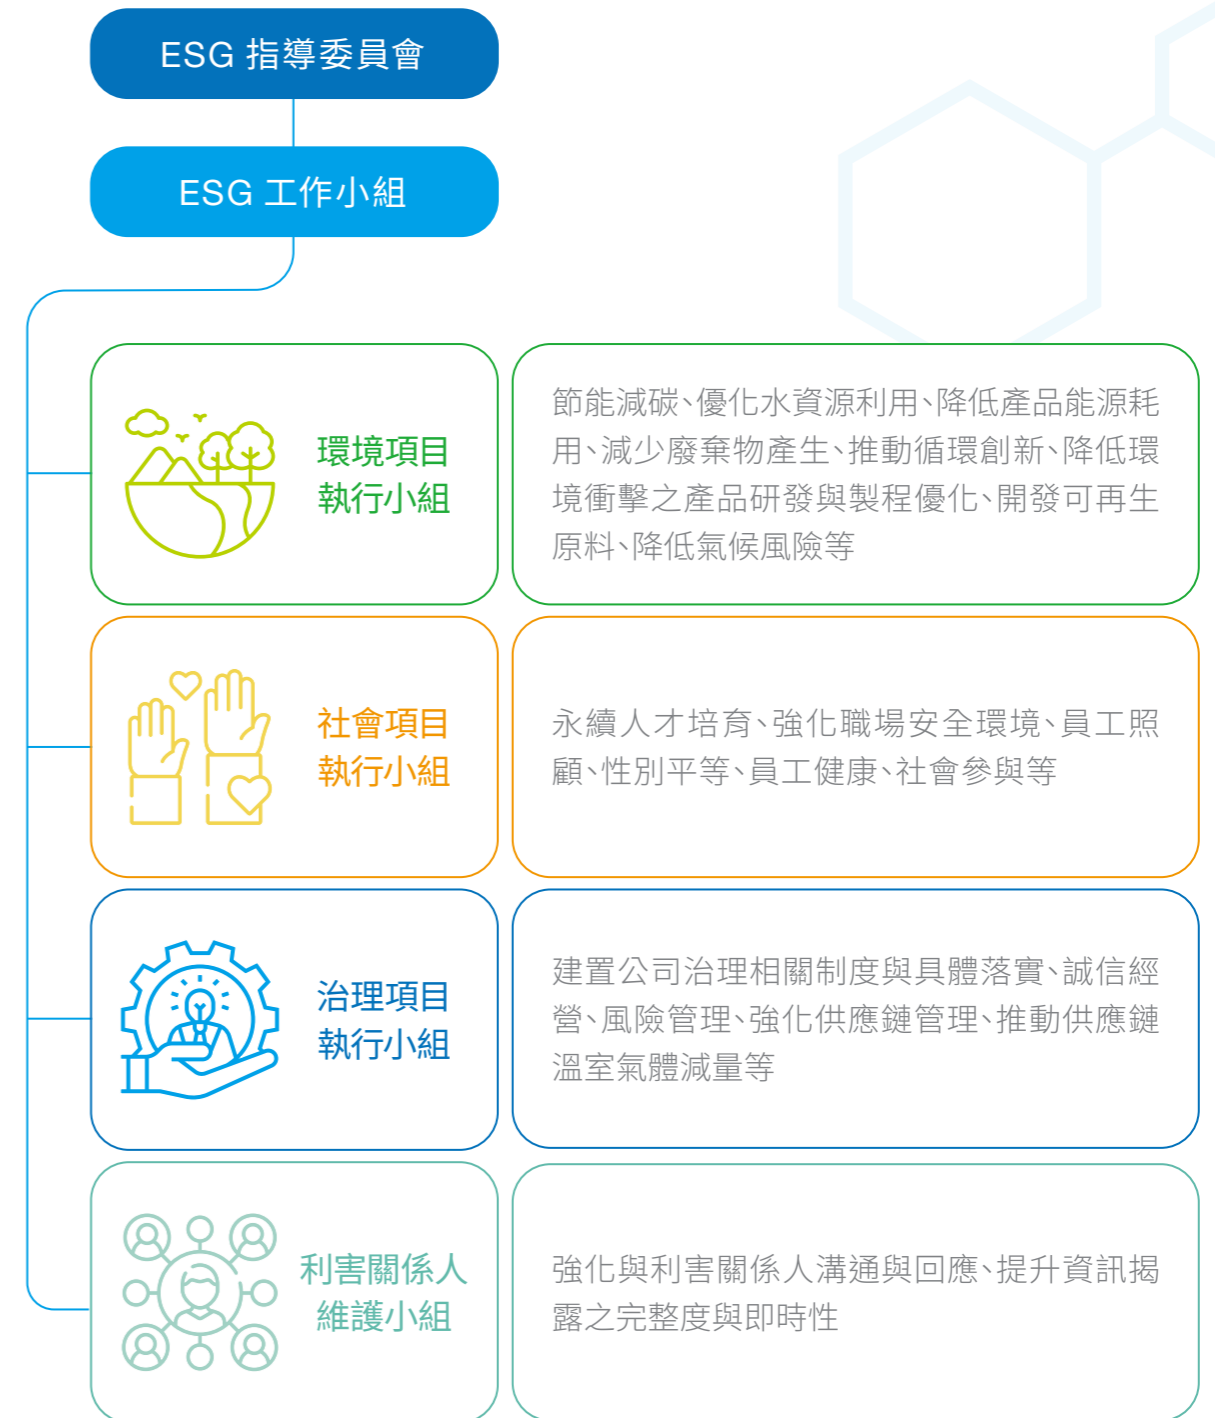 ESG 指導委員會
ESG 工作小組
環境項目
執行小組
節能減碳、優化水資源利用、降低產品能源耗
用、減少廢棄物產生、推動循環創新、降低環
境衝擊之產品研發與製程優化、開發可再生
原料、降低氣候風險等
社會項目
執行小組
永續人才培育、強化職場安全環境、員工照
顧、性別平等、員工健康、社會參與等
治理項目
執行小組
建置公司治理相關制度與具體落實、誠信經
營、風險管理、強化供應鏈管理、推動供應鏈
溫室氣體減量等
利害關係人
維護小組
強化與利害關係人溝通與回應、提升資訊揭
露之完整度與即時性